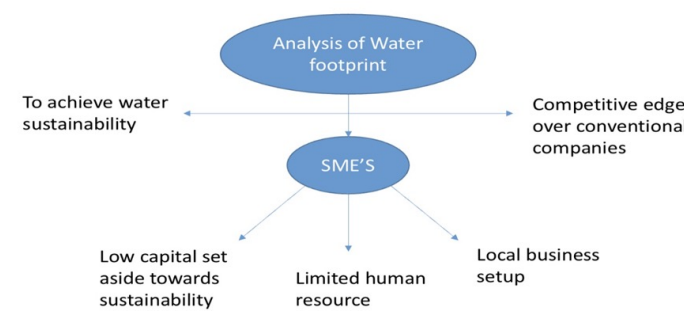 Analysis of Water
footprint
To achieve water
sustainability
Competitive edge
over conventional
companies
SME'S
Low capital set
aside towards
sustainability
Limited human
resource
Local business
setup